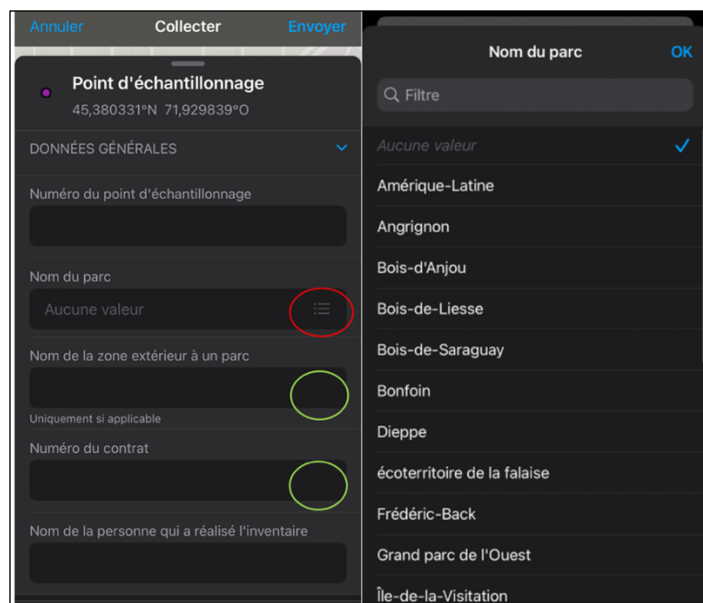 Annuler Collecter Envoyer
Point d'échantillonnage
45,380331°N 71,929839°O
DONNÉES GÉNÉRALES
Numéro du point d'échantillonnage
Nom du parc
Aucune valeur
Nom de la zone extérieur à un parc
Uniquement si applicable
Numéro du contrat
Nom de la personne qui a réalisé l'inventaire
Nom du parc OK
Filtre
Aucune valeur
Amérique-Latine
Angrignon
Bois-d'Anjou
Bois-de-Liesse
Bois-de-Saraguay
Bonfoin
Dieppe
écoterritoire de la falaise
Frédéric-Back
Grand parc de l'Ouest
Île-de-la-Visitation